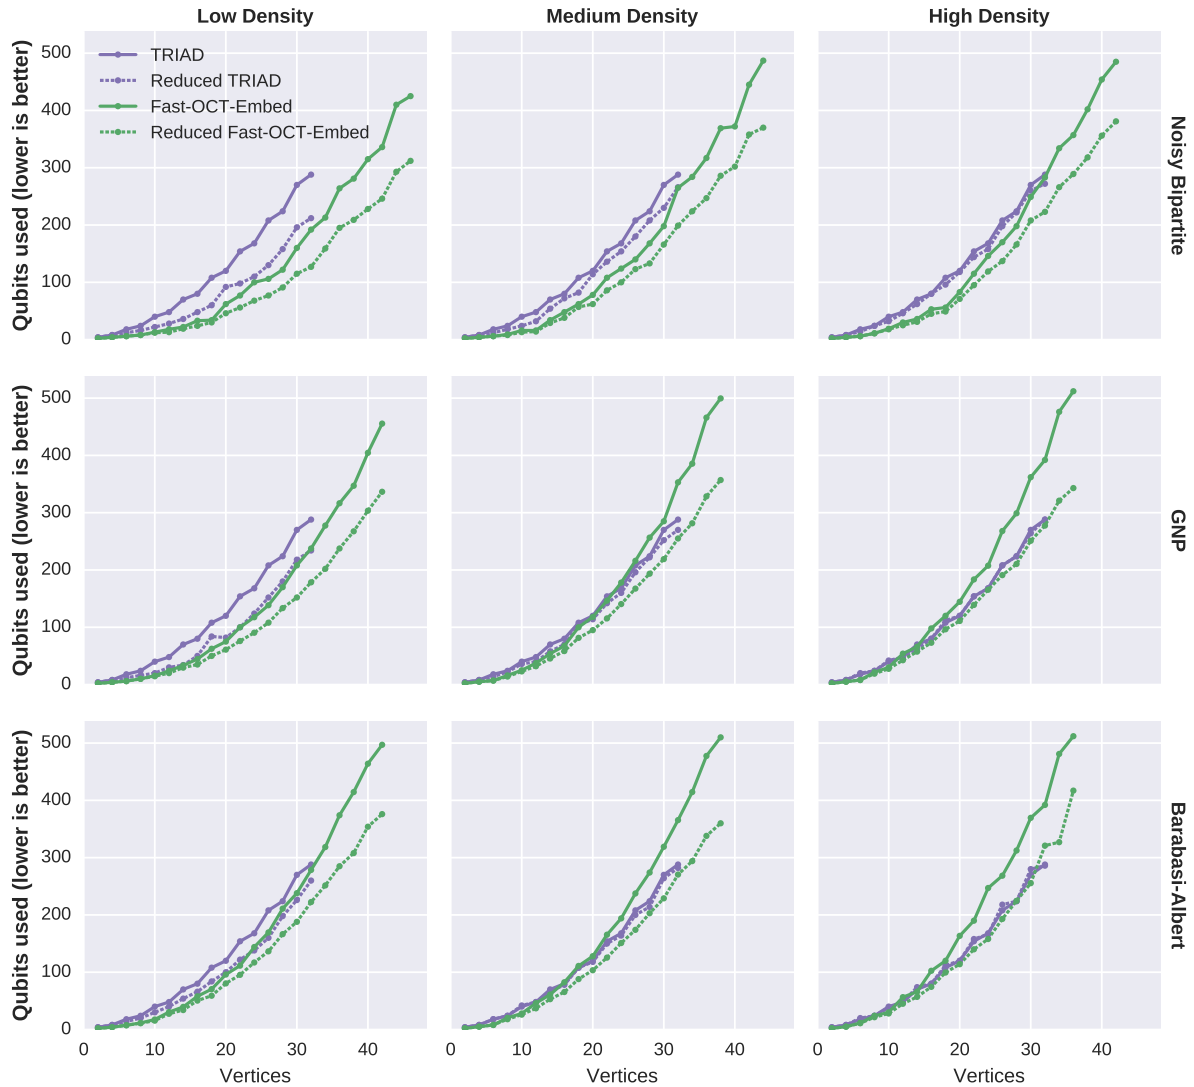 Low Density
Medium Density
High Density
Qubits used (lower is better)
500
400
300
200
100
0
TRIAD
Reduced TRIAD
Fast-OCT-Embed
Reduced Fast-OCT-Embed
Noisy Bipartite
Qubits used (lower is better)
500
400
300
200
100
0
GNP
Qubits used (lower is better)
500
400
300
200
100
0
Barabasi-Albert
0 10 20 30 40
0 10 20 30 40
0 10 20 30 40
Vertices
Vertices
Vertices